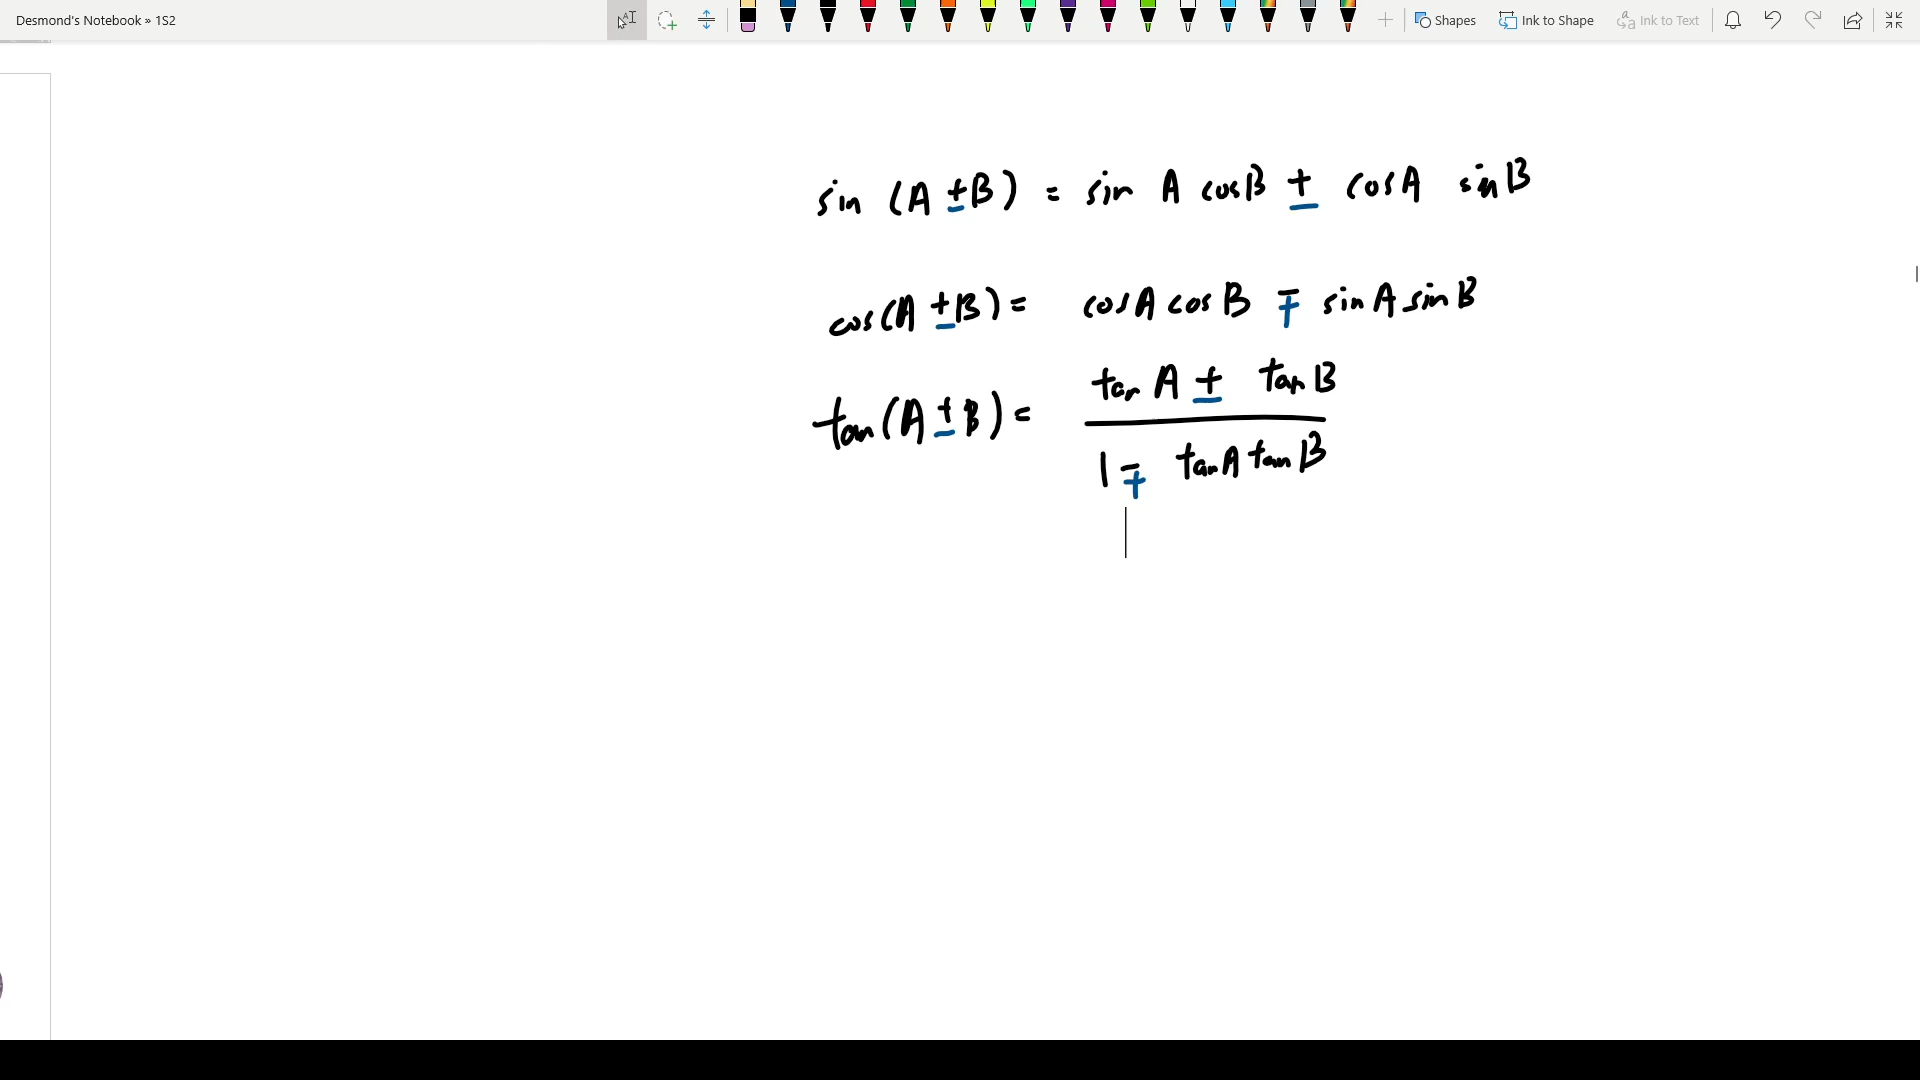 Desmond's Notebook » 1S2
Shapes Ink to Shape Ink to Text
sin (A ± B) = sin A cos B ± cos A sin B
cos (A ± B) = cos A cos B ∓ sin A sin B
tan (A ± B) = tan A ± tan B
1 ∓ tan A tan B